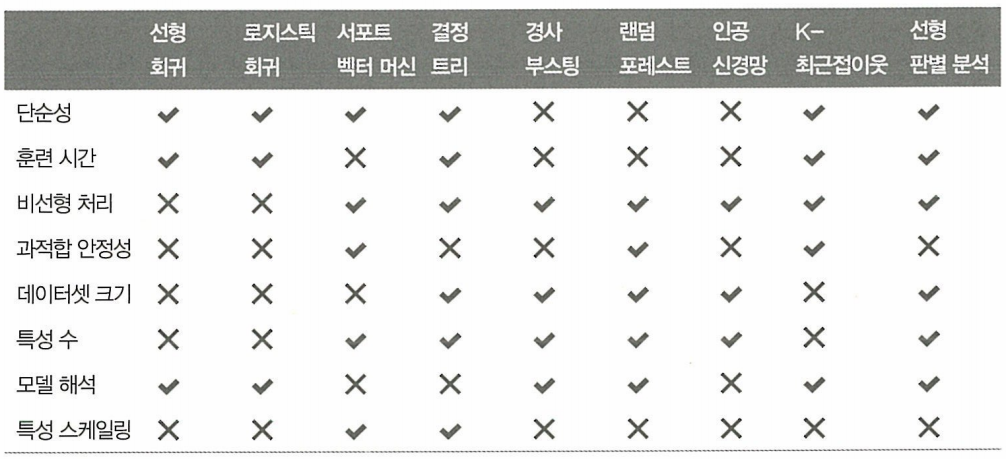 선형 로지스틱 서포트 결정 경사 랜덤 인공 K- 선형
회귀 회귀 벡터 머신 트리 부스팅 포레스트 신경망 최근접이웃 판별 분석
단순성 ✔ ✔ ✔ ✔ ✕ ✕ ✕ ✔ ✔
훈련 시간 ✔ ✔ ✕ ✔ ✕ ✕ ✕ ✔ ✔
비선형 처리 ✕ ✕ ✔ ✔ ✔ ✔ ✔ ✔ ✔
과적합 안정성 ✕ ✕ ✔ ✕ ✕ ✔ ✕ ✔ ✕
데이터셋 크기 ✕ ✕ ✕ ✔ ✔ ✔ ✔ ✕ ✔
특성 수 ✕ ✕ ✔ ✔ ✔ ✔ ✔ ✕ ✔
모델 해석 ✔ ✔ ✕ ✕ ✔ ✔ ✕ ✔ ✔
특성 스케일링 ✕ ✕ ✔ ✔ ✕ ✕ ✕ ✕ ✕